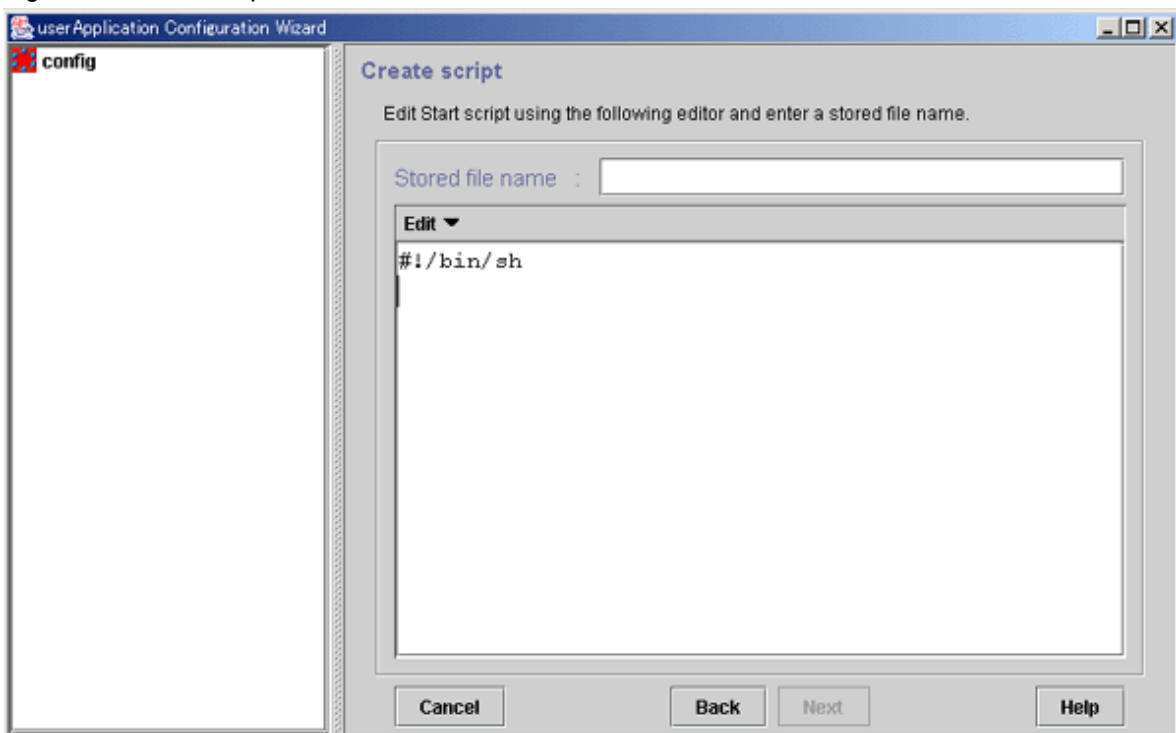 userApplication Configuration Wizard
config
Create script
Edit Start script using the following editor and enter a stored file name.
Stored file name :
Edit
#!/bin/sh
Cancel Back Next Help